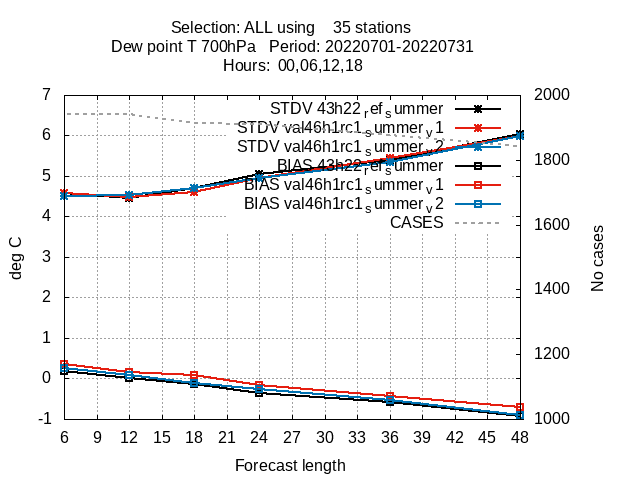 Selection: ALL using 35 stations
Dew point T 700hPa Period: 20220701-20220731
Hours: 00,06,12,18
7
6
5
4
3
2
1
0
-1
deg C
STDV 43h22_ref_summer
STDV val46h1rc1_summer_v1
STDV val46h1rc1_summer_v2
BIAS 43h22_ref_summer
BIAS val46h1rc1_summer_v1
BIAS val46h1rc1_summer_v2
CASES
2000
1800
1600
1400
1200
1000
No cases
6 9 12 15 18 21 24 27 30 33 36 39 42 45 48
Forecast length